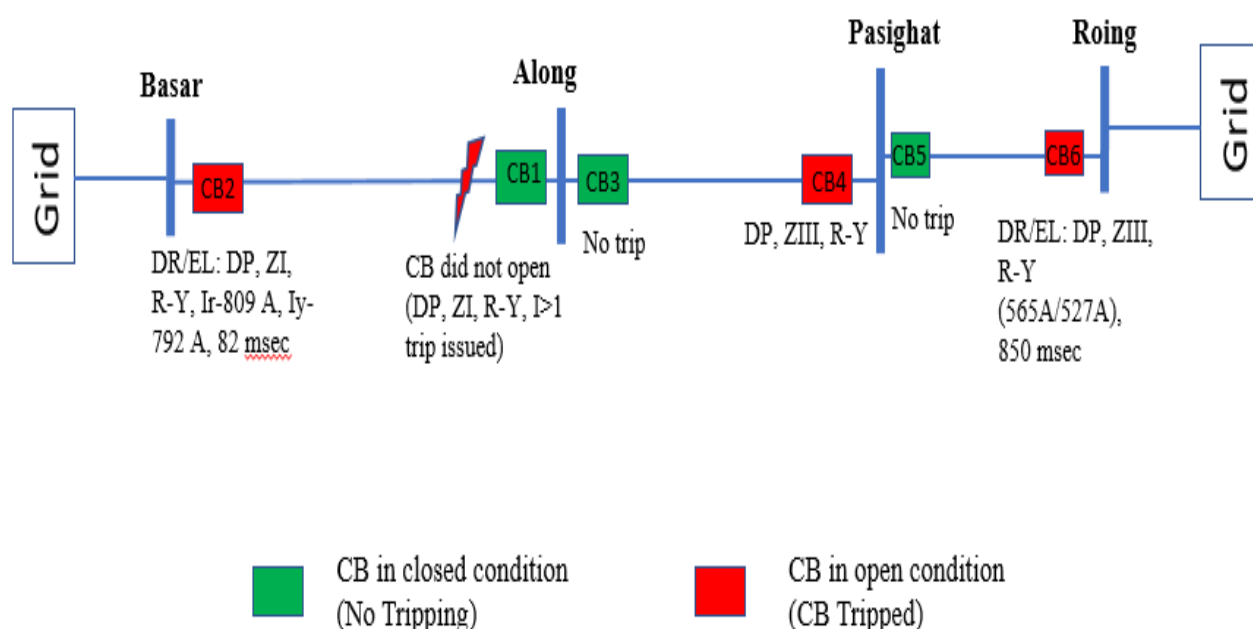 Pasighat
Roing
Along
Basar
Grid
Grid
CB2
CB1
CB3
CB4
CB5
CB6
DR/EL: DP, ZI,
R-Y, Ir-809 A, Iy-
792 A, 82 msec
CB did not open
(DP, ZI, R-Y, I>1
trip issued)
No trip
DP, ZIII, R-Y
No trip
DR/EL: DP, ZIII,
R-Y
(565A/527A),
850 msec
CB in closed condition
(No Tripping)
CB in open condition
(CB Tripped)